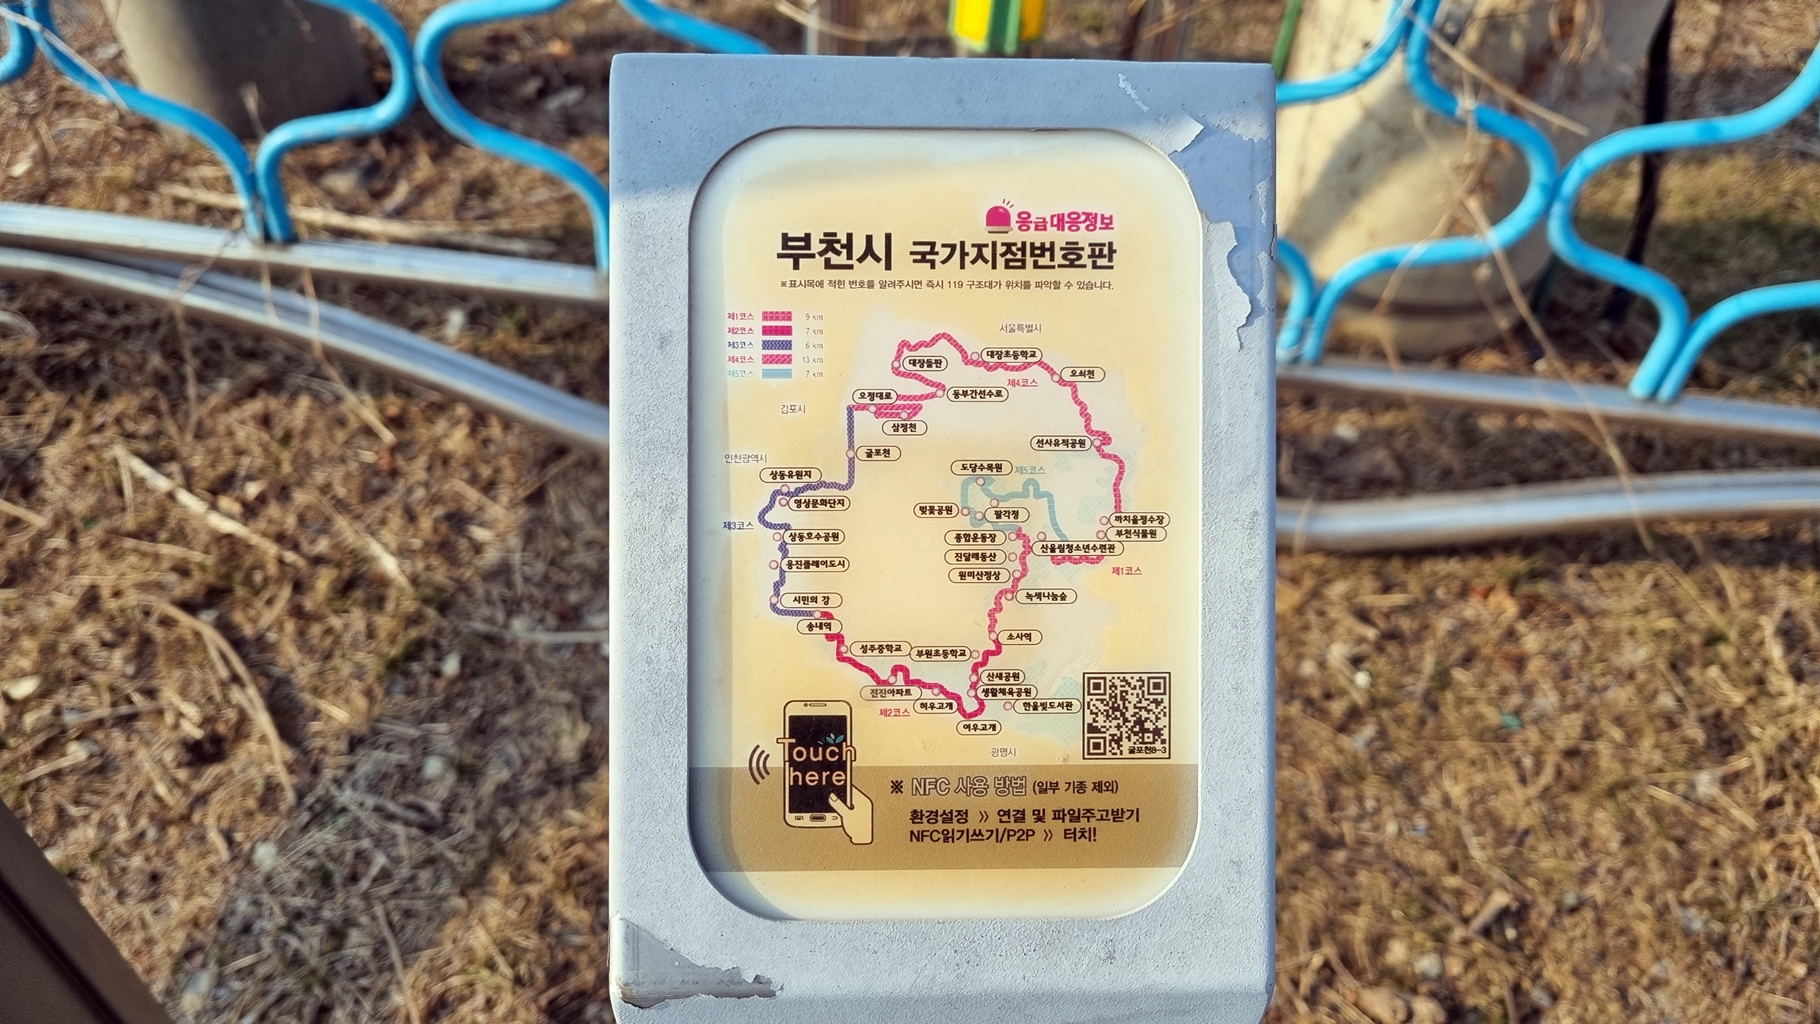 응급대응정보
부천시 국가지점번호판
※ 표시목에 적힌 번호를 알려주시면 즉시 119 구조대가 위치를 파악할 수 있습니다.
제1코스 9 km
제2코스 7 km
제3코스 6 km
제4코스 13 km
제5코스 7 km
서울특별시
대장들판
대장초등학교
오쇠천
제4코스
동부간선수로
오정대로
김포시
삼정천
선사유적공원
굴포천
인천광역시
상동유원지
도당수목원
제5코스
영상문화단지
벚꽃공원
팔각정
까치울정수장
제3코스
상동호수공원
종합운동장
부천식물원
산울림청소년수련관
진달래동산
웅진플레이도시
제1코스
원미산정상
시민의 강
녹색나눔숲
송내역
소사역
성주중학교
부원초등학교
산새공원
전진아파트
생활체육공원
하우고개
한울빛도서관
제2코스
여우고개
광명시
굴포천8-3
Touch
here
※ NFC 사용 방법 (일부 기종 제외)
환경설정 》 연결 및 파일주고받기
NFC읽기쓰기/P2P 》 터치!